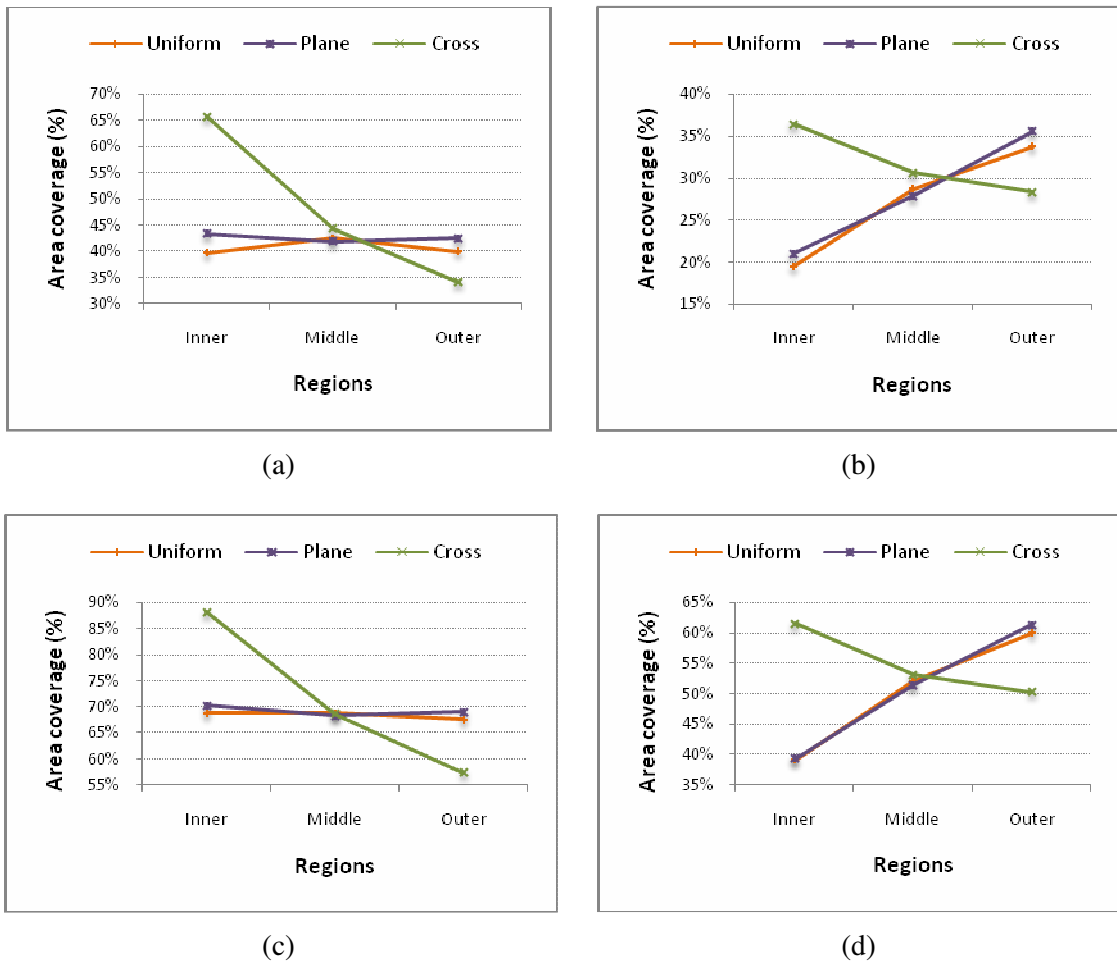 Uniform Plane Cross
Area coverage (%)
70%
65%
60%
55%
50%
45%
40%
35%
30%
Inner Middle Outer
Regions
(a)
Uniform Plane Cross
Area coverage (%)
40%
35%
30%
25%
20%
15%
Inner Middle Outer
Regions
(b)
Uniform Plane Cross
Area coverage (%)
90%
85%
80%
75%
70%
65%
60%
55%
Inner Middle Outer
Regions
(c)
Uniform Plane Cross
Area coverage (%)
65%
60%
55%
50%
45%
40%
35%
Inner Middle Outer
Regions
(d)